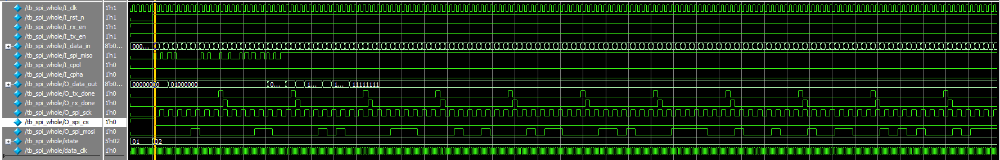 /tb_spi_whole/I_clk 1'h1
/tb_spi_whole/I_rst_n 1'h1
/tb_spi_whole/I_rx_en 1'h1
/tb_spi_whole/I_tx_en 1'h1
/tb_spi_whole/I_data_in 8'b0... 000...
/tb_spi_whole/I_spi_miso 1'h1
/tb_spi_whole/I_cpol 1'h0
/tb_spi_whole/I_cpha 1'h0
/tb_spi_whole/O_data_out 8'b0... 00000000 01000000 0... 1... 1... 11111111
/tb_spi_whole/O_tx_done 1'h0
/tb_spi_whole/O_rx_done 1'h0
/tb_spi_whole/O_spi_sck 1'h0
/tb_spi_whole/O_spi_cs 1'h0
/tb_spi_whole/O_spi_mosi 1'h0
/tb_spi_whole/state 5'h02 01 02
/tb_spi_whole/data_clk 1'h0